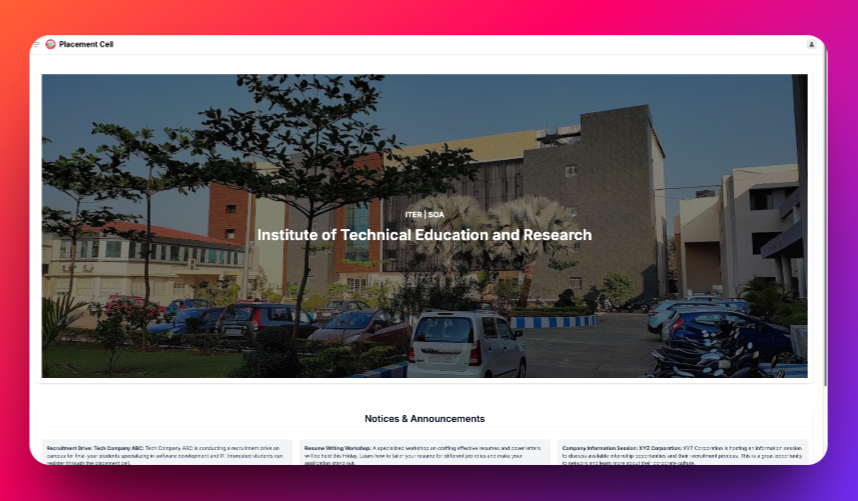 Placement Cell
ITER | SOA
Institute of Technical Education and Research
Notices & Announcements
Recruitment Drive: Tech Company ABC: Tech Company ABC is conducting a recruitment drive on
campus for final-year students specializing in software development and IT. Interested students can
register through the placement cell.
Resume Writing Workshop: A specialized workshop on crafting effective resumes and cover letters
will be held this Friday. Learn how to tailor your resume for different job roles and make your
application stand out.
Company Information Session: XYZ Corporation: XYZ Corporation is hosting an information session
to discuss available internship opportunities and their recruitment process. This is a great opportunity
to network and learn more about their corporate culture.